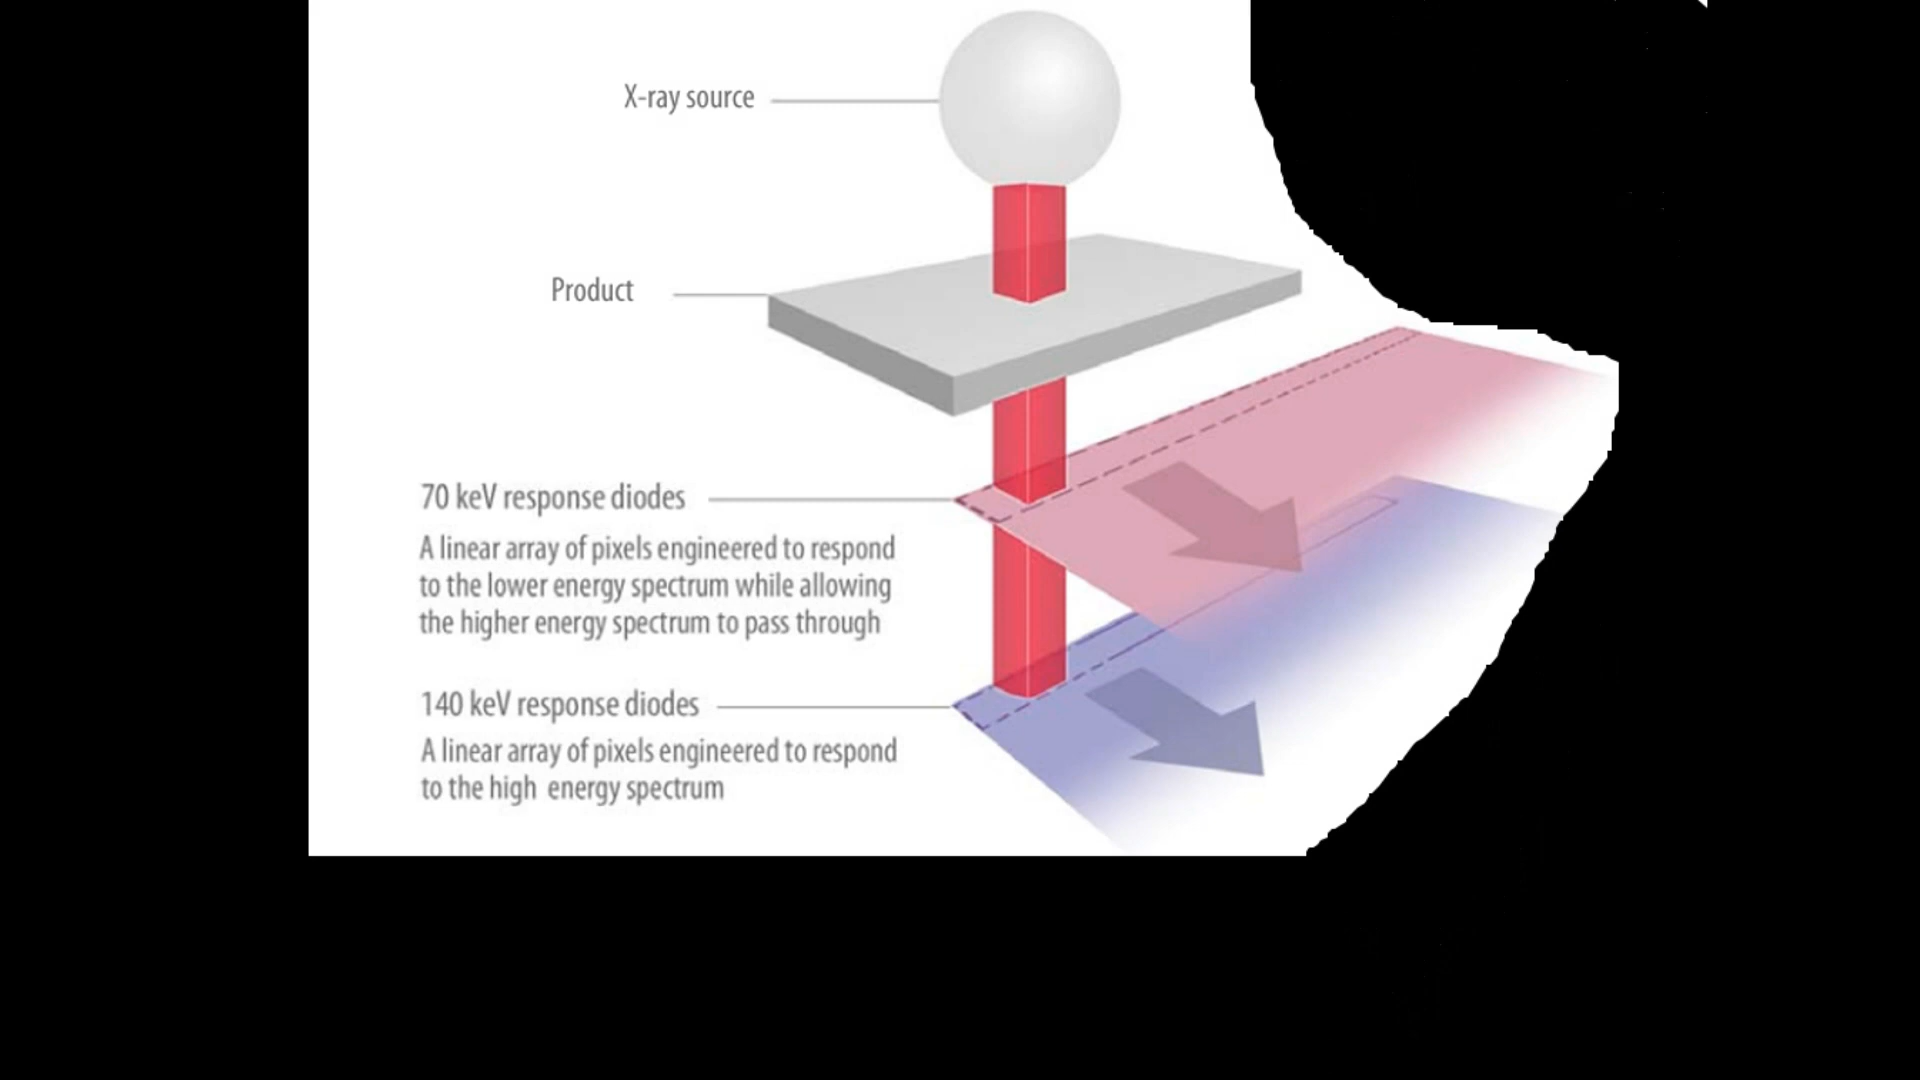 X-ray source
Product
70 keV response diodes
A linear array of pixels engineered to respond
to the lower energy spectrum while allowing
the higher energy spectrum to pass through
140 keV response diodes
A linear array of pixels engineered to respond
to the high energy spectrum